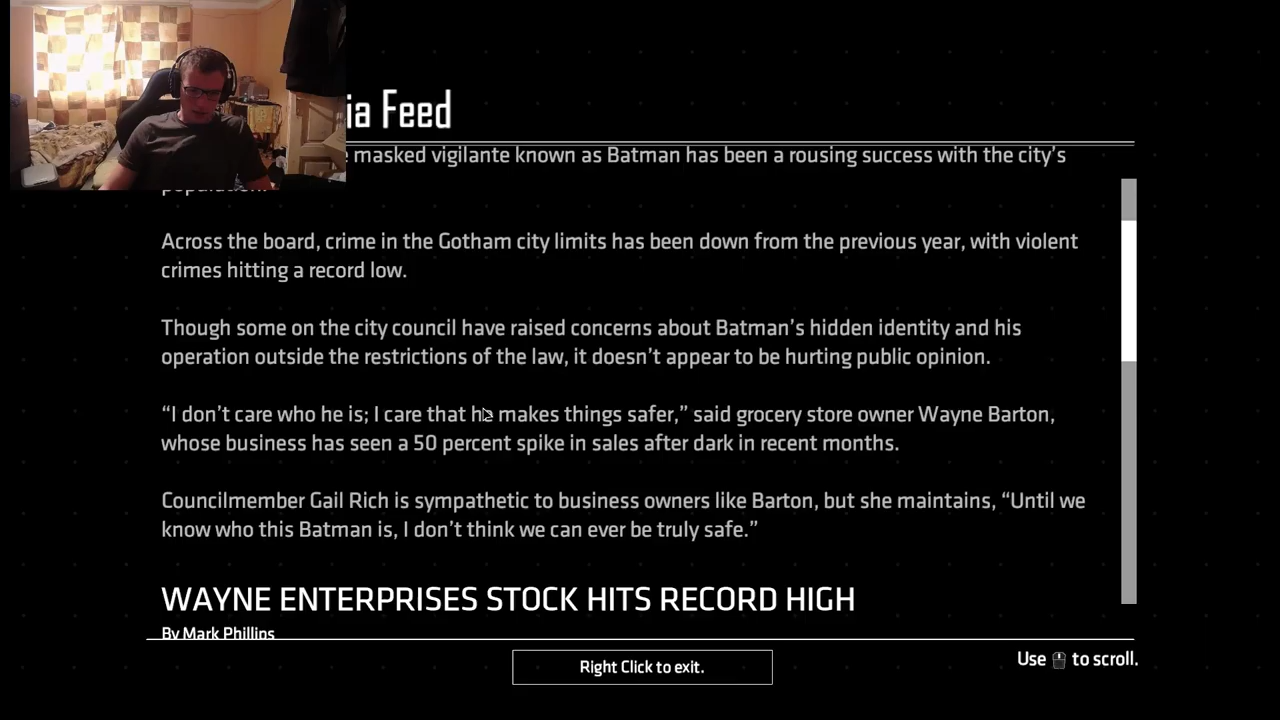 ia Feed
masked vigilante known as Batman has been a rousing success with the city’s
Across the board, crime in the Gotham city limits has been down from the previous year, with violent
crimes hitting a record low.
Though some on the city council have raised concerns about Batman’s hidden identity and his
operation outside the restrictions of the law, it doesn’t appear to be hurting public opinion.
“I don’t care who he is; I care that he makes things safer,” said grocery store owner Wayne Barton,
whose business has seen a 50 percent spike in sales after dark in recent months.
Councilmember Gail Rich is sympathetic to business owners like Barton, but she maintains, “Until we
know who this Batman is, I don’t think we can ever be truly safe.”
WAYNE ENTERPRISES STOCK HITS RECORD HIGH
By Mark Phillips
Use to scroll.
Right Click to exit.